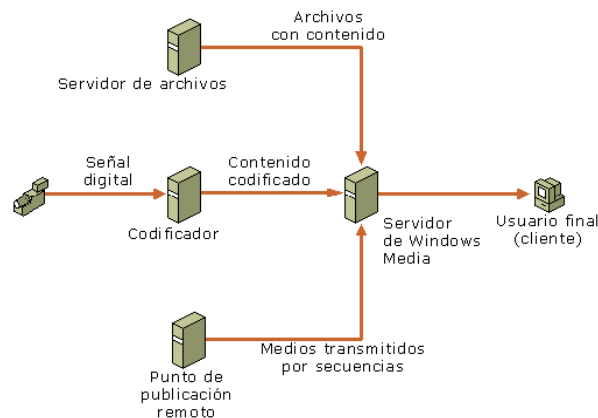 Archivos
con contenido
Servidor de archivos
Señal
digital
Contenido
codificado
Codificador
Servidor
de Windows
Media
Usuario final
(cliente)
Medios transmitidos
por secuencias
Punto de
publicación
remoto